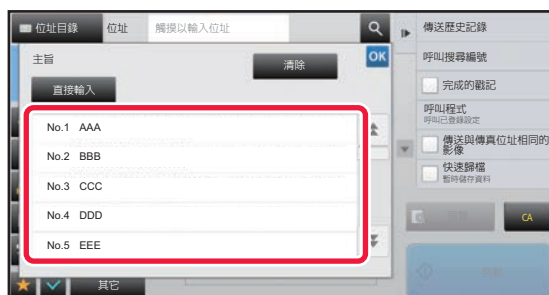 位址目錄 位址 觸摸以輸入位址
主旨 清除 OK
直接輸入
No.1 AAA
No.2 BBB
No.3 CCC
No.4 DDD
No.5 EEE
其它
傳送歷史記錄
呼叫搜尋編號
完成的戳記
呼叫程式
呼叫已登錄設定
傳送與傳真位址相同的
影像
快速歸檔
暫時儲存資料
CA